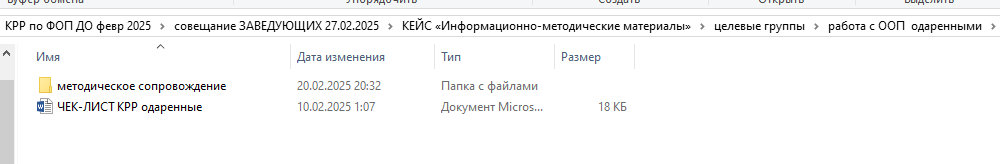 Буфер обмена Упорядочить Создать Открыть Выделить
КРР по ФОП ДО февр 2025 › совещание ЗАВЕДУЮЩИХ 27.02.2025 › КЕЙС «Информационно-методические материалы» › целевые группы › работа с ООП одаренными ›
Имя Дата изменения Тип Размер
методическое сопровождение 20.02.2025 20:32 Папка с файлами
ЧЕК-ЛИСТ КРР одаренные 10.02.2025 1:07 Документ Micros... 18 КБ